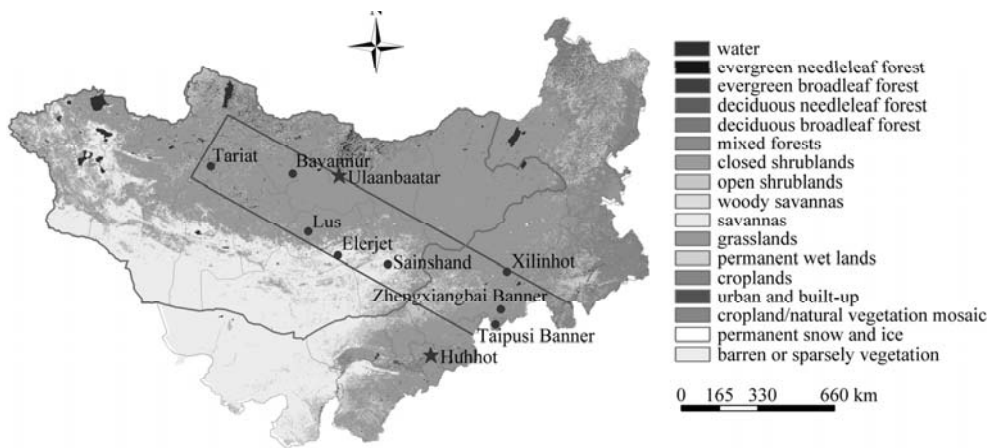 N
Tariat
Bayannur
Ulaanbaatar
Lus
Elerjet
Sainshand
Xilinhot
Zhengxiangbai Banner
Taipusi Banner
Huhhot
water
evergreen needleleaf forest
evergreen broadleaf forest
deciduous needleleaf forest
deciduous broadleaf forest
mixed forests
closed shrublands
open shrublands
woody savannas
savannas
grasslands
permanent wet lands
croplands
urban and built-up
cropland/natural vegetation mosaic
permanent snow and ice
barren or sparsely vegetation
0 165 330 660 km